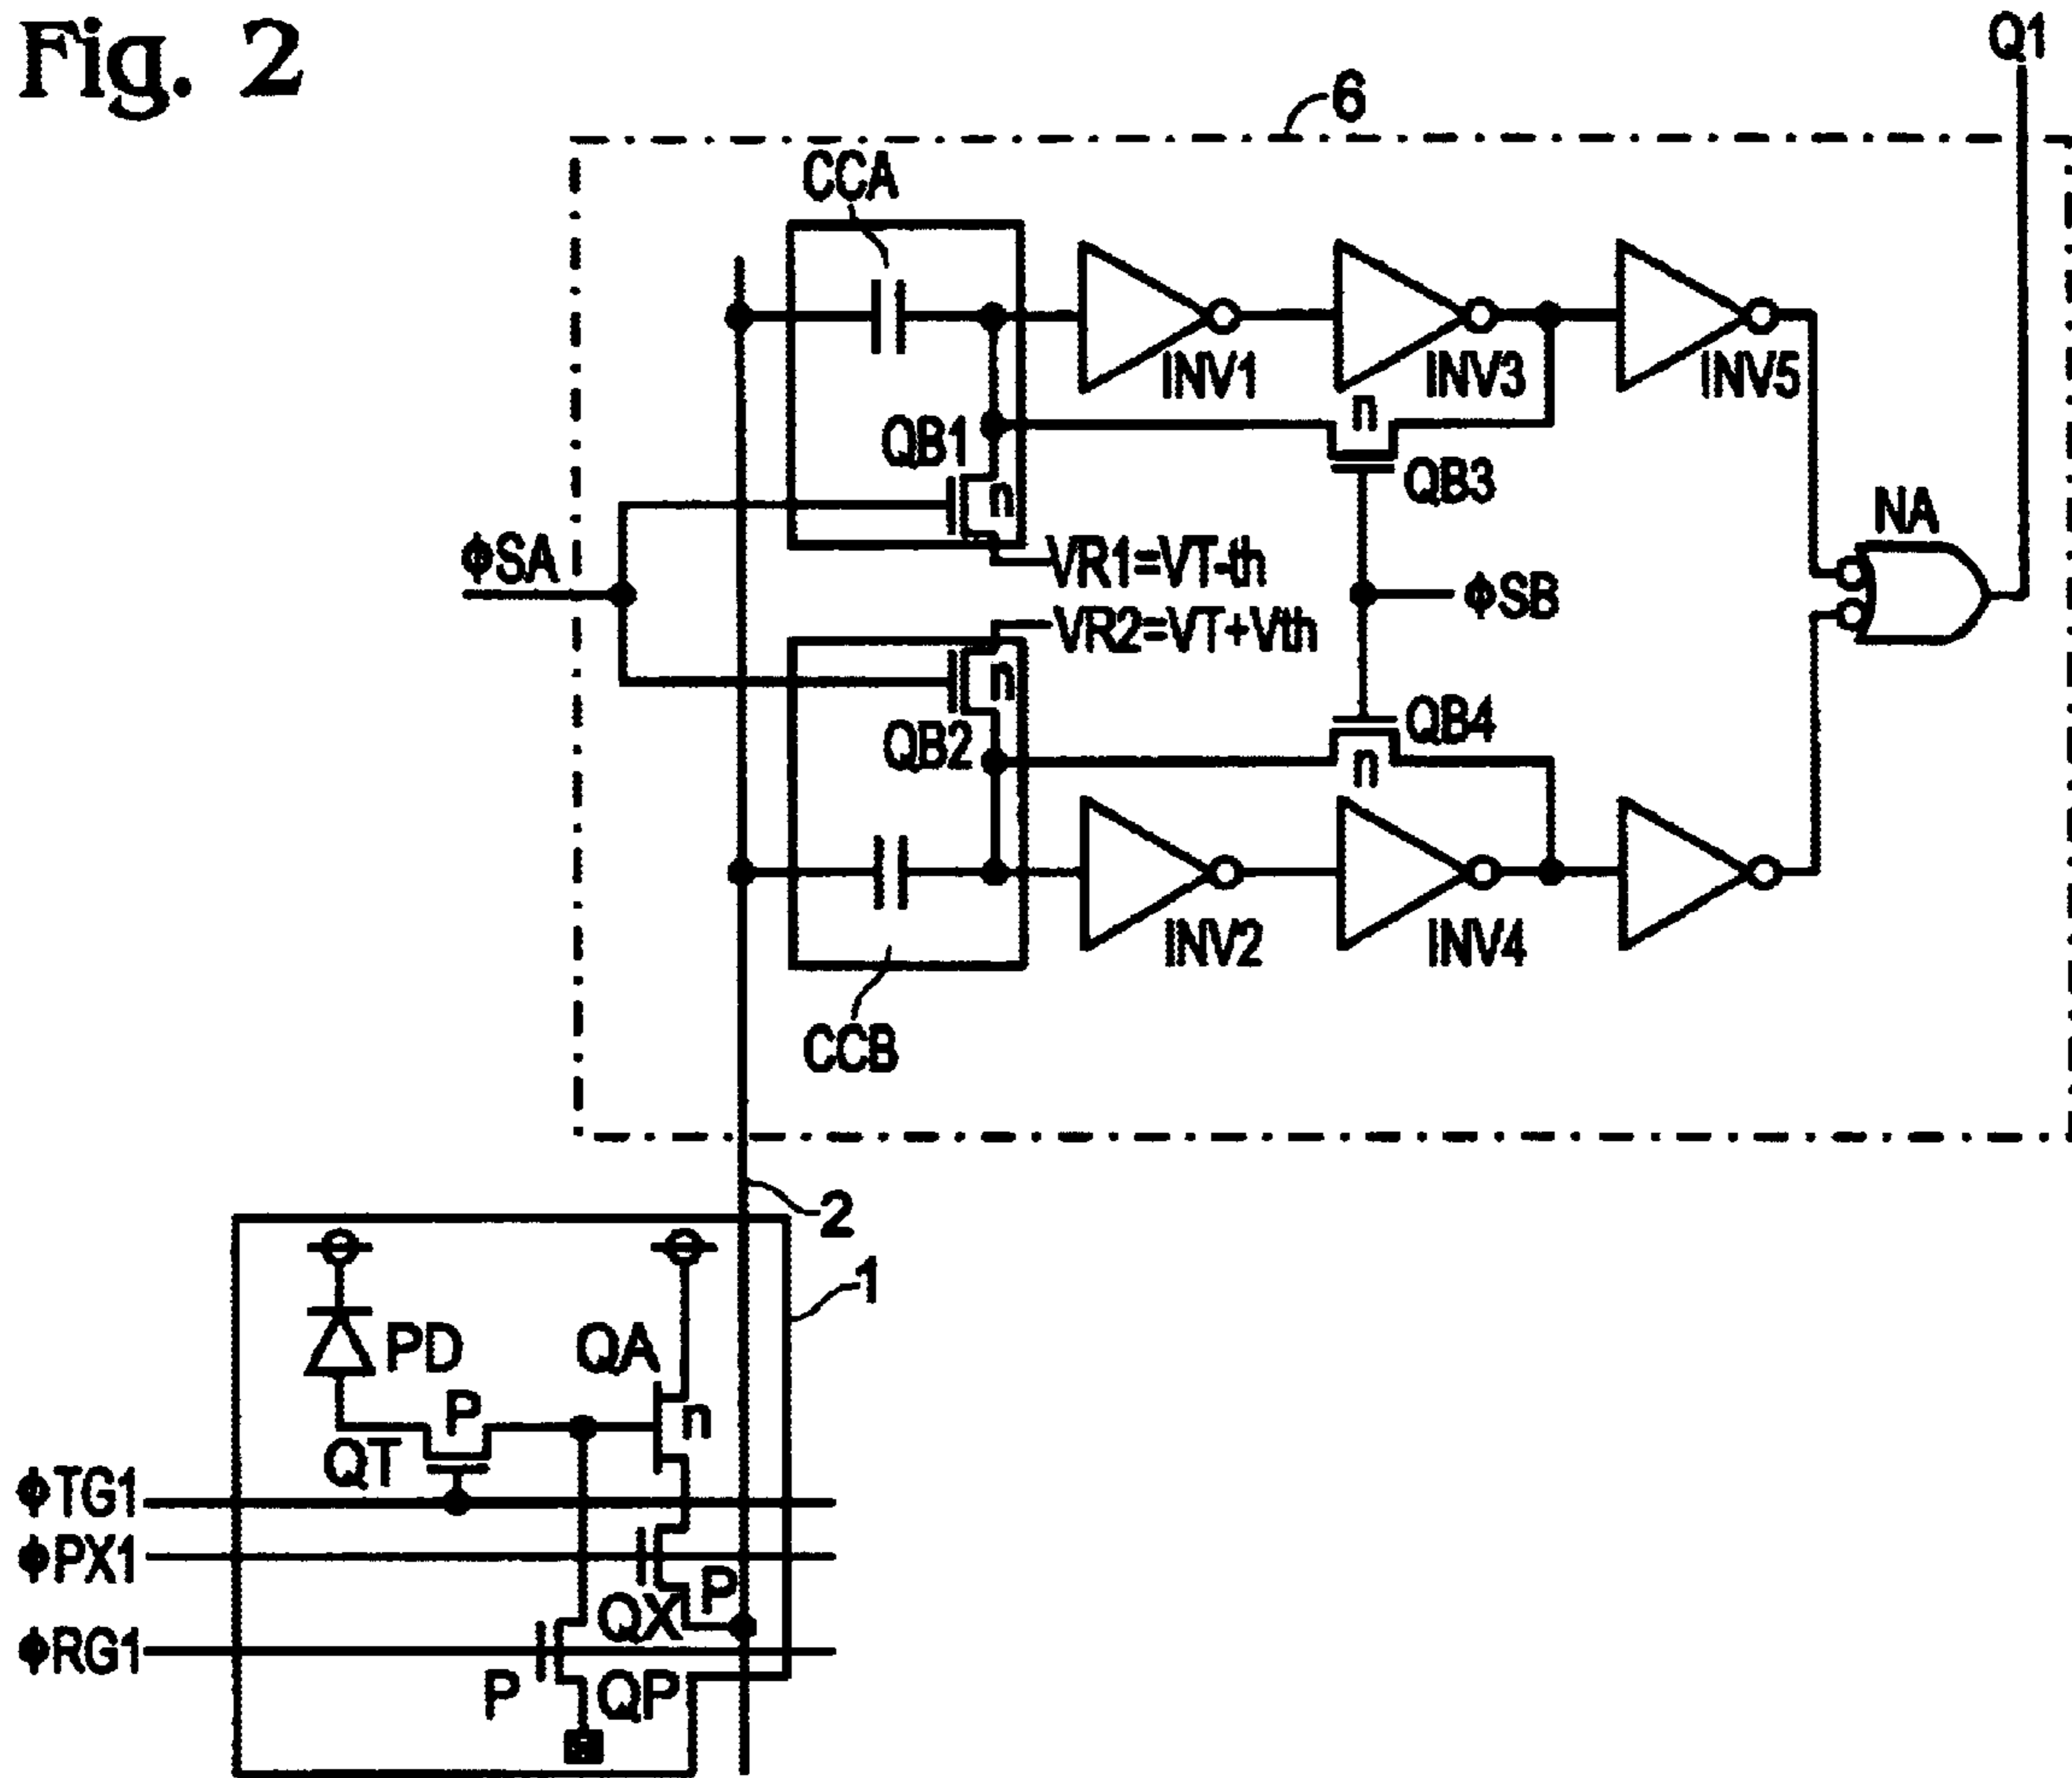 Fig. 2
Q1
6
CCA
INV1
INV3
INV5
n
QB1
QB3
n
NA
ΦSA
VR1=VT-th
ΦSB
VR2=VT+Vth
n
QB4
QB2
n
INV2
INV4
CCB
2
1
PD
QA
P
n
QT
ΦTG1
ΦPX1
P
QX
ΦRG1
P
QP